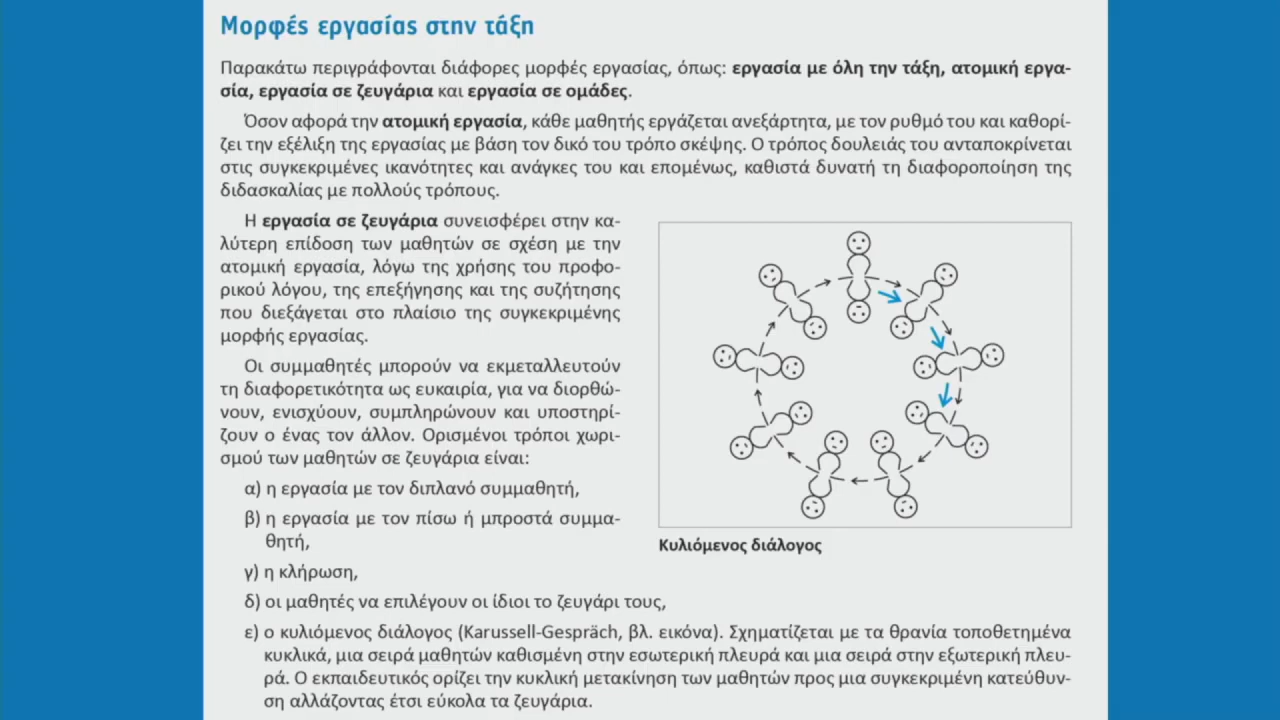 Μορφές εργασίας στην τάξη
Παρακάτω περιγράφονται διάφορες μορφές εργασίας, όπως: εργασία με όλη την τάξη, ατομική εργα-
σία, εργασία σε ζευγάρια και εργασία σε ομάδες.
Όσον αφορά την ατομική εργασία, κάθε μαθητής εργάζεται ανεξάρτητα, με τον ρυθμό του και καθορί-
ζει την εξέλιξη της εργασίας με βάση τον δικό του τρόπο σκέψης. Ο τρόπος δουλειάς του ανταποκρίνεται
στις συγκεκριμένες ικανότητες και ανάγκες του και επομένως, καθιστά δυνατή τη διαφοροποίηση της
διδασκαλίας με πολλούς τρόπους.
Η εργασία σε ζευγάρια συνεισφέρει στην κα-
λύτερη επίδοση των μαθητών σε σχέση με την
ατομική εργασία, λόγω της χρήσης του προφο-
ρικού λόγου, της επεξήγησης και της συζήτησης
που διεξάγεται στο πλαίσιο της συγκεκριμένης
μορφής εργασίας.
Οι συμμαθητές μπορούν να εκμεταλλευτούν
τη διαφορετικότητα ως ευκαιρία, για να διορθώ-
νουν, ενισχύουν, συμπληρώνουν και υποστηρί-
ζουν ο ένας τον άλλον. Ορισμένοι τρόποι χωρι-
σμού των μαθητών σε ζευγάρια είναι:
α) η εργασία με τον διπλανό συμμαθητή,
β) η εργασία με τον πίσω ή μπροστά συμμα-
θητή,
γ) η κλήρωση,
δ) οι μαθητές να επιλέγουν οι ίδιοι το ζευγάρι τους,
ε) ο κυλιόμενος διάλογος (Karussell-Gespräch, βλ. εικόνα). Σχηματίζεται με τα θρανία τοποθετημένα
κυκλικά, μια σειρά μαθητών καθισμένη στην εσωτερική πλευρά και μια σειρά στην εξωτερική πλευ-
ρά. Ο εκπαιδευτικός ορίζει την κυκλική μετακίνηση των μαθητών προς μια συγκεκριμένη κατεύθυν-
ση αλλάζοντας έτσι εύκολα τα ζευγάρια.
Κυλιόμενος διάλογος